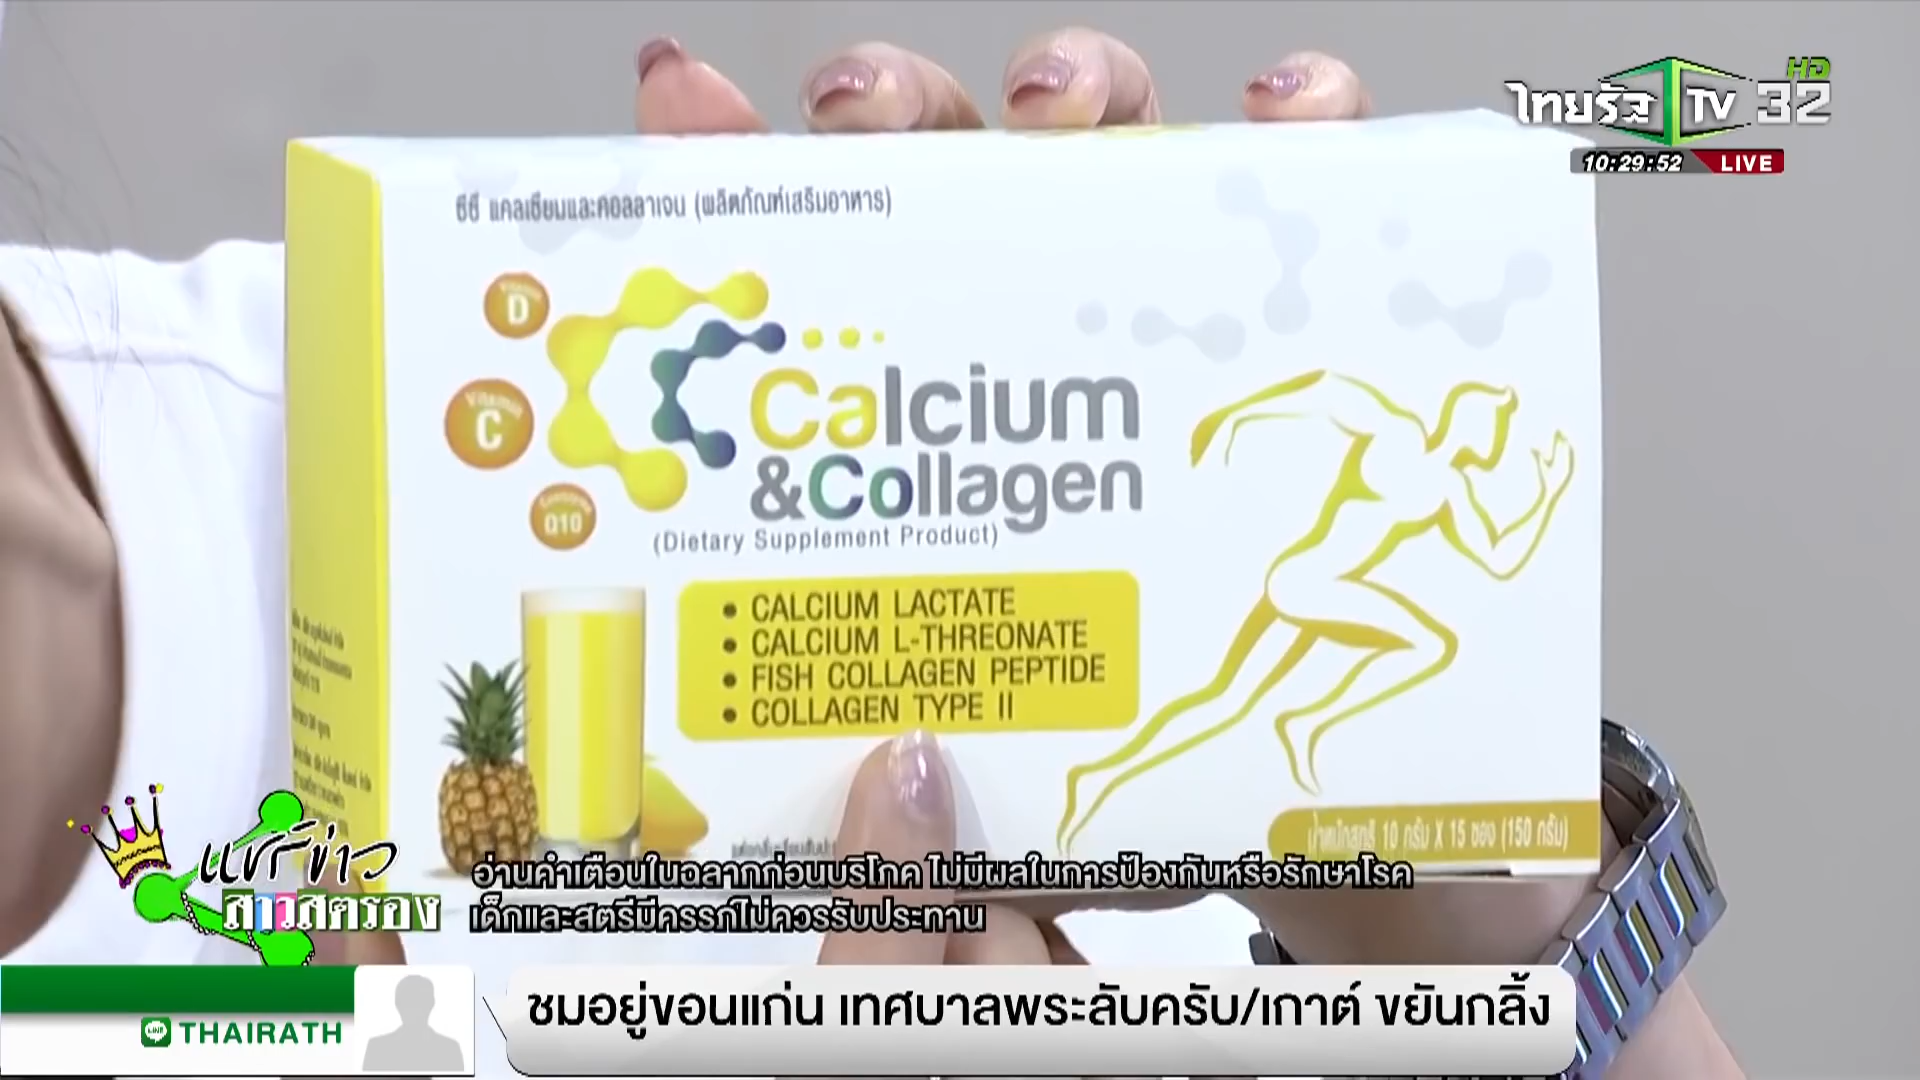 ไทยรัฐ TV HD 32
10:29:52 LIVE
ซีซี แคลเซียมและคอลลาเจน (ผลิตภัณฑ์เสริมอาหาร)
Vitamin D
Vitamin C
Q10
Calcium
&Collagen
(Dietary Supplement Product)
• CALCIUM LACTATE
• CALCIUM L-THREONATE
• FISH COLLAGEN PEPTIDE
• COLLAGEN TYPE II
น้ำหนักสุทธิ 10 กรัม X 15 ซอง (150 กรัม)
แชร์ข่าว
สาวสตรอง
อ่านคำเตือนในฉลากก่อนบริโภค ไม่มีผลในการป้องกันหรือรักษาโรค
เด็กและสตรีมีครรภ์ไม่ควรรับประทาน
LINE THAIRATH
ชมอยู่ขอนแก่น เทศบาลพระลับครับ/เกาต์ ขยันกลิ้ง